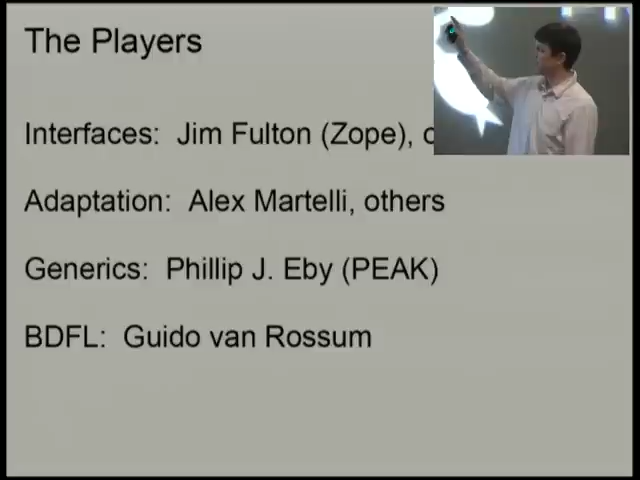 The Players
Interfaces: Jim Fulton (Zope),
Adaptation: Alex Martelli, others
Generics: Phillip J. Eby (PEAK)
BDFL: Guido van Rossum